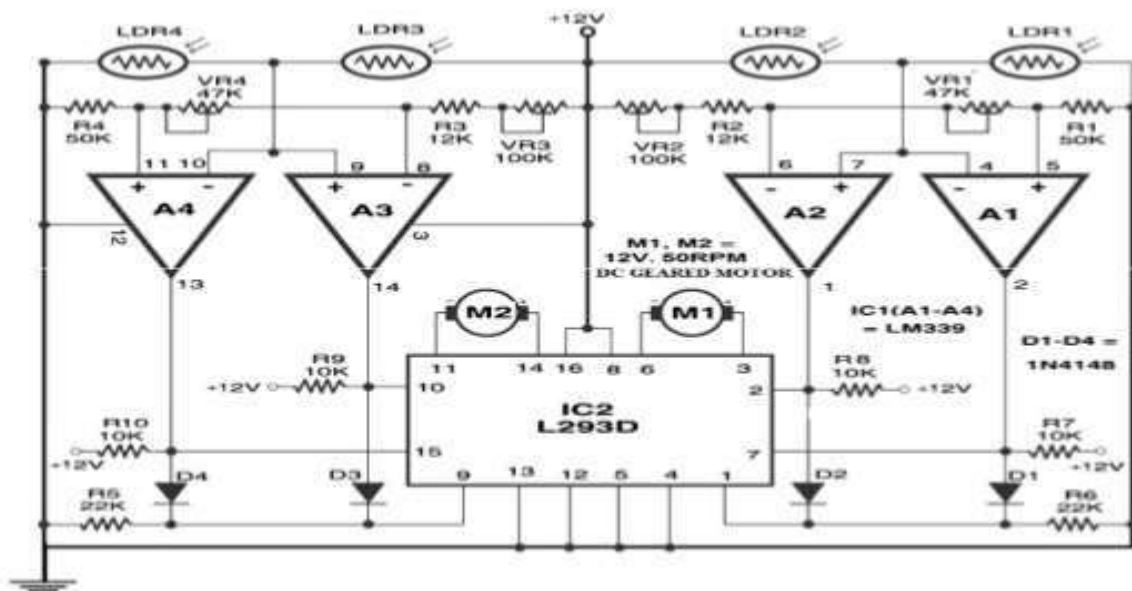 +12V
LDR4
LDR3
LDR2
LDR1
VR4
47K
VR1
47K
R4
50K
R3
12K
VR3
100K
VR2
100K
R2
12K
R1
50K
11 10
9
8
6
7
4
5
+ -
+ -
- +
- +
A4
A3
A2
A1
12
3
13
14
1
2
M1, M2 =
12V. 50RPM
DC GEARED MOTOR
M2
M1
- +
- +
IC1(A1-A4)
= LM339
D1-D4 =
1N4148
11
14
16
8
6
3
R9
10K
+12V
10
2
R8
10K
+12V
IC2
L293D
R10
10K
+12V
15
7
R7
10K
+12V
D4
D3
9
13
12
5
4
1
D2
D1
R5
22K
R6
22K